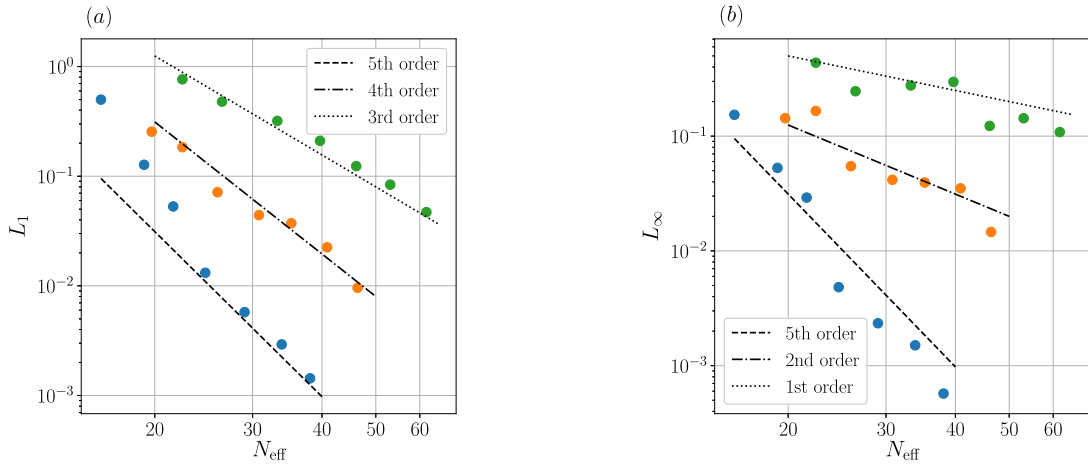 (a)
10⁰
10⁻¹
10⁻²
10⁻³
L₁
20
30
40
50
60
N_eff
5th order
4th order
3rd order
(b)
10⁻¹
10⁻²
10⁻³
L_∞
20
30
40
50
60
N_eff
5th order
2nd order
1st order